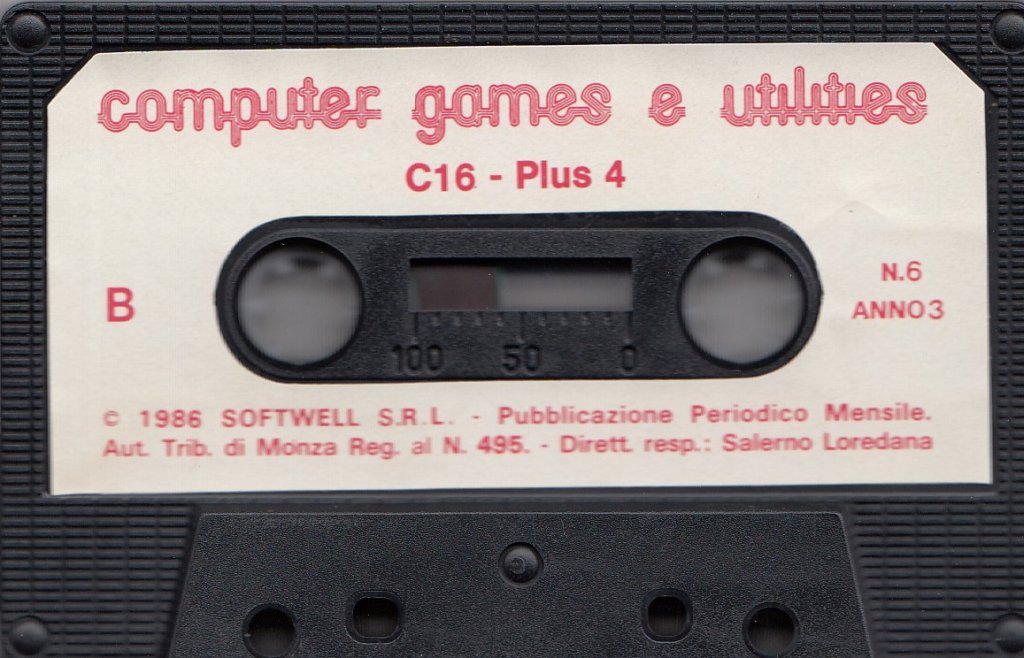 computer games e utilities
C16 - Plus 4
B
N.6
ANNO3
100 50 0
© 1986 SOFTWELL S.R.L. - Pubblicazione Periodico Mensile.
Aut. Trib. di Monza Reg. al N. 495. - Dirett. resp.: Salerno Loredana